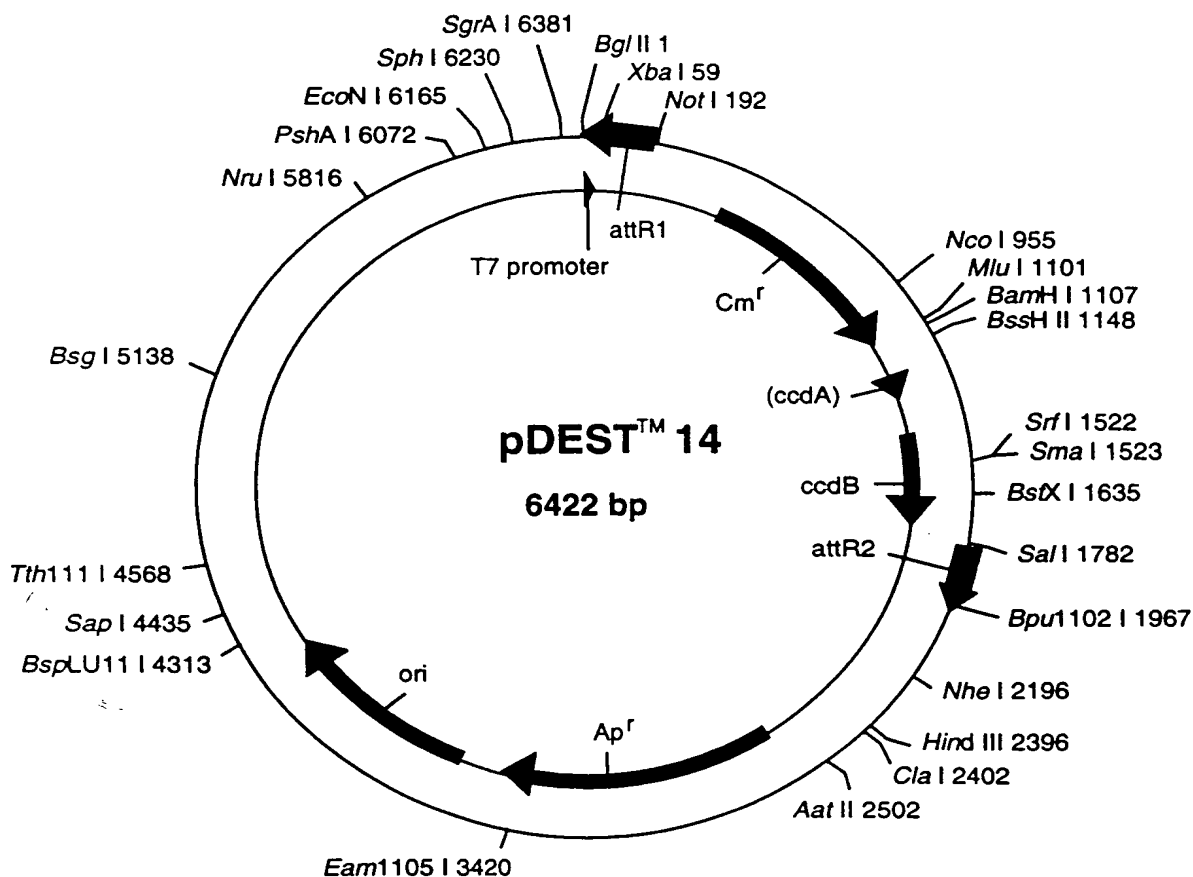 SgrA I 6381
Bgl II 1
Sph I 6230
Xba I 59
EcoN I 6165
Not I 192
PshA I 6072
Nru I 5816
attR1
T7 promoter
Nco I 955
Mlu I 1101
Cm^r
BamH I 1107
BssH II 1148
Bsg I 5138
(ccdA)
pDEST™ 14
Srf I 1522
Sma I 1523
ccdB
6422 bp
BstX I 1635
attR2
Sal I 1782
Tth111 I 4568
Bpu1102 I 1967
Sap I 4435
BspLU11 I 4313
ori
Nhe I 2196
Ap^r
Hind III 2396
Cla I 2402
Aat II 2502
Eam1105 I 3420